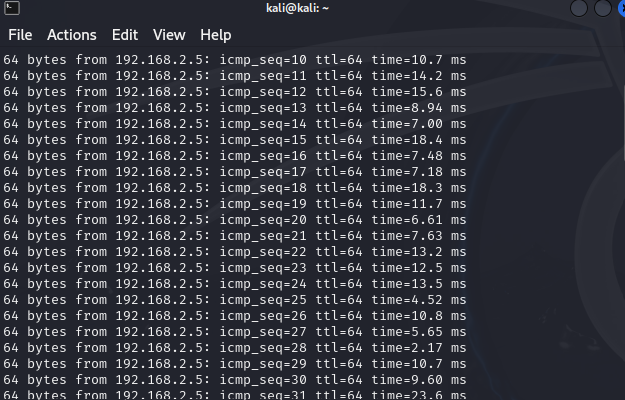 kali@kali: ~
File Actions Edit View Help
64 bytes from 192.168.2.5: icmp_seq=10 ttl=64 time=10.7 ms
64 bytes from 192.168.2.5: icmp_seq=11 ttl=64 time=14.2 ms
64 bytes from 192.168.2.5: icmp_seq=12 ttl=64 time=15.6 ms
64 bytes from 192.168.2.5: icmp_seq=13 ttl=64 time=8.94 ms
64 bytes from 192.168.2.5: icmp_seq=14 ttl=64 time=7.00 ms
64 bytes from 192.168.2.5: icmp_seq=15 ttl=64 time=18.4 ms
64 bytes from 192.168.2.5: icmp_seq=16 ttl=64 time=7.48 ms
64 bytes from 192.168.2.5: icmp_seq=17 ttl=64 time=7.18 ms
64 bytes from 192.168.2.5: icmp_seq=18 ttl=64 time=18.3 ms
64 bytes from 192.168.2.5: icmp_seq=19 ttl=64 time=11.7 ms
64 bytes from 192.168.2.5: icmp_seq=20 ttl=64 time=6.61 ms
64 bytes from 192.168.2.5: icmp_seq=21 ttl=64 time=7.63 ms
64 bytes from 192.168.2.5: icmp_seq=22 ttl=64 time=13.2 ms
64 bytes from 192.168.2.5: icmp_seq=23 ttl=64 time=12.5 ms
64 bytes from 192.168.2.5: icmp_seq=24 ttl=64 time=13.5 ms
64 bytes from 192.168.2.5: icmp_seq=25 ttl=64 time=4.52 ms
64 bytes from 192.168.2.5: icmp_seq=26 ttl=64 time=10.8 ms
64 bytes from 192.168.2.5: icmp_seq=27 ttl=64 time=5.65 ms
64 bytes from 192.168.2.5: icmp_seq=28 ttl=64 time=2.17 ms
64 bytes from 192.168.2.5: icmp_seq=29 ttl=64 time=10.7 ms
64 bytes from 192.168.2.5: icmp_seq=30 ttl=64 time=9.60 ms
64 bytes from 192.168.2.5: icmp_seq=31 ttl=64 time=23.6 ms